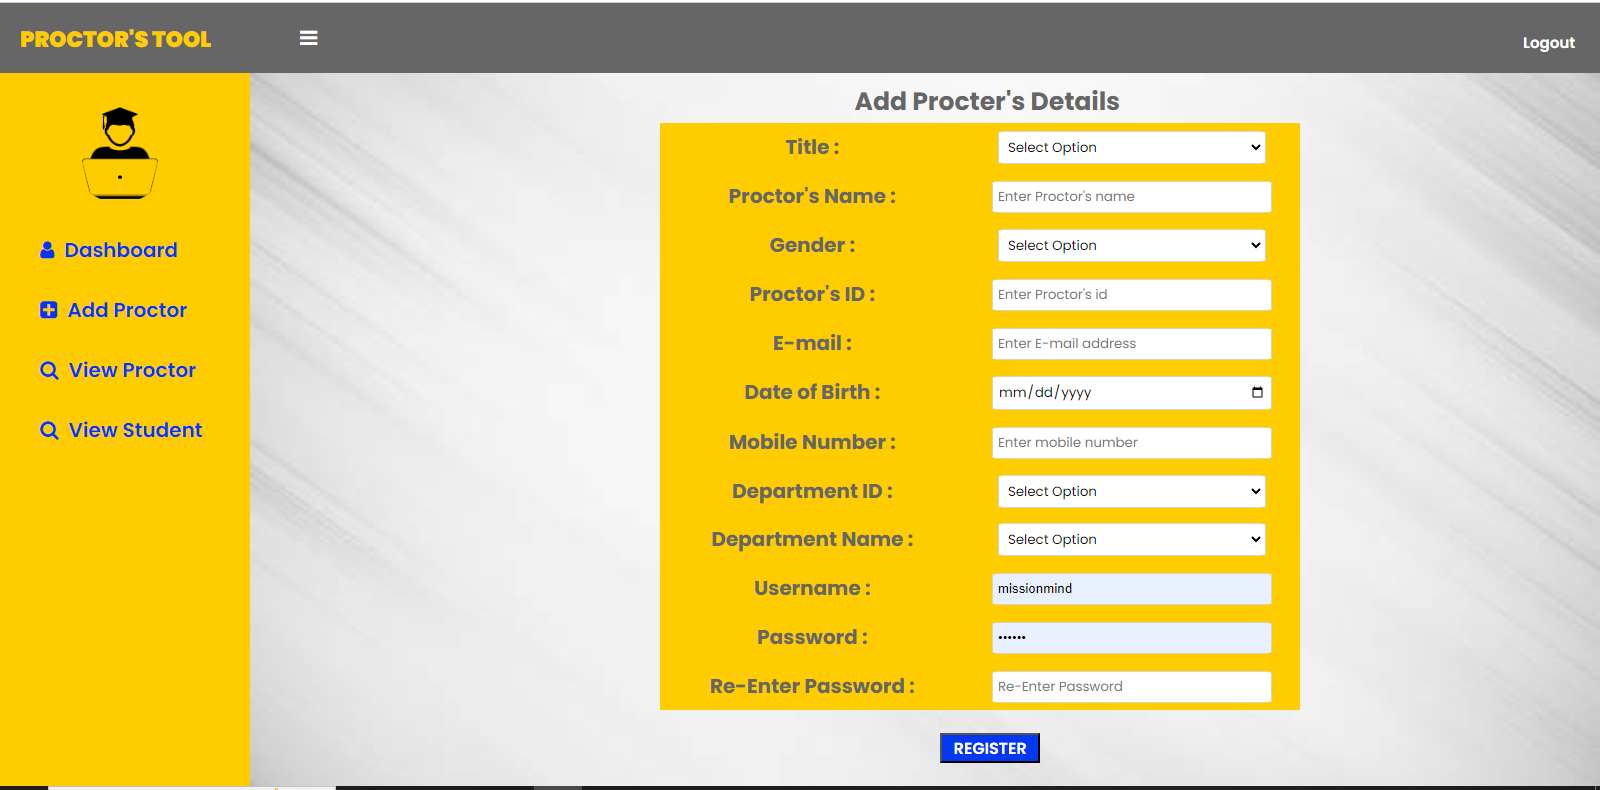 PROCTOR'S TOOL
Logout
Dashboard
Add Proctor
View Proctor
View Student
Add Procter's Details
Title : Select Option
Proctor's Name : Enter Proctor's name
Gender : Select Option
Proctor's ID : Enter Proctor's id
E-mail : Enter E-mail address
Date of Birth : mm/dd/yyyy
Mobile Number : Enter mobile number
Department ID : Select Option
Department Name : Select Option
Username : missionmind
Password : ••••••
Re-Enter Password : Re-Enter Password
REGISTER